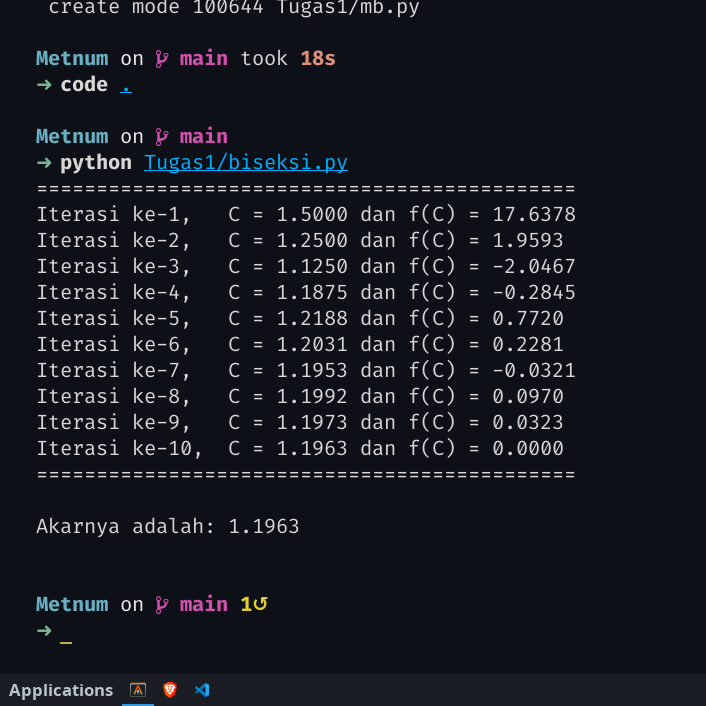 create mode 100644 Tugas1/mb.py
Metnum on main took 18s
➜ code .
Metnum on main
➜ python Tugas1/biseksi.py
=============================================
Iterasi ke-1,   C = 1.5000 dan f(C) = 17.6378
Iterasi ke-2,   C = 1.2500 dan f(C) = 1.9593
Iterasi ke-3,   C = 1.1250 dan f(C) = -2.0467
Iterasi ke-4,   C = 1.1875 dan f(C) = -0.2845
Iterasi ke-5,   C = 1.2188 dan f(C) = 0.7720
Iterasi ke-6,   C = 1.2031 dan f(C) = 0.2281
Iterasi ke-7,   C = 1.1953 dan f(C) = -0.0321
Iterasi ke-8,   C = 1.1992 dan f(C) = 0.0970
Iterasi ke-9,   C = 1.1973 dan f(C) = 0.0323
Iterasi ke-10,  C = 1.1963 dan f(C) = 0.0000
=============================================
Akarnya adalah: 1.1963
Metnum on main 1↺
➜ _
Applications